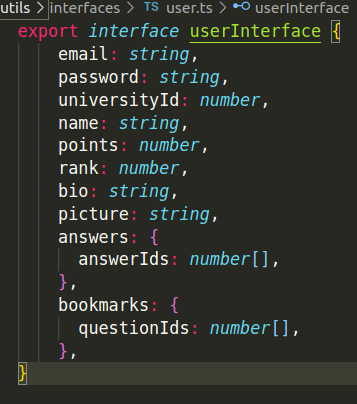 utils > interfaces > TS user.ts > userInterface
export interface userInterface {
    email: string,
    password: string,
    universityId: number,
    name: string,
    points: number,
    rank: number,
    bio: string,
    picture: string,
    answers: {
      answerIds: number[],
    },
    bookmarks: {
      questionIds: number[],
    },
}